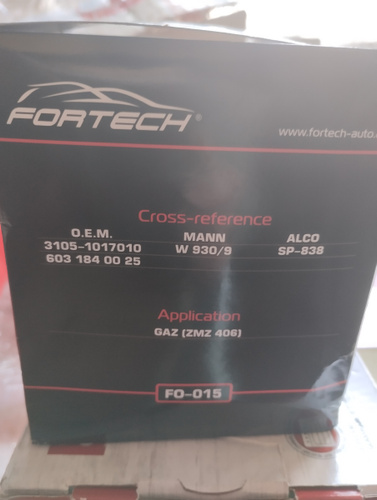 FORTECH®
www.fortech-auto.
Cross-reference
O.E.M. MANN ALCO
3105-1017010 W 930/9 SP-838
603 184 00 25
Application
GAZ (ZMZ 406)
FO-015